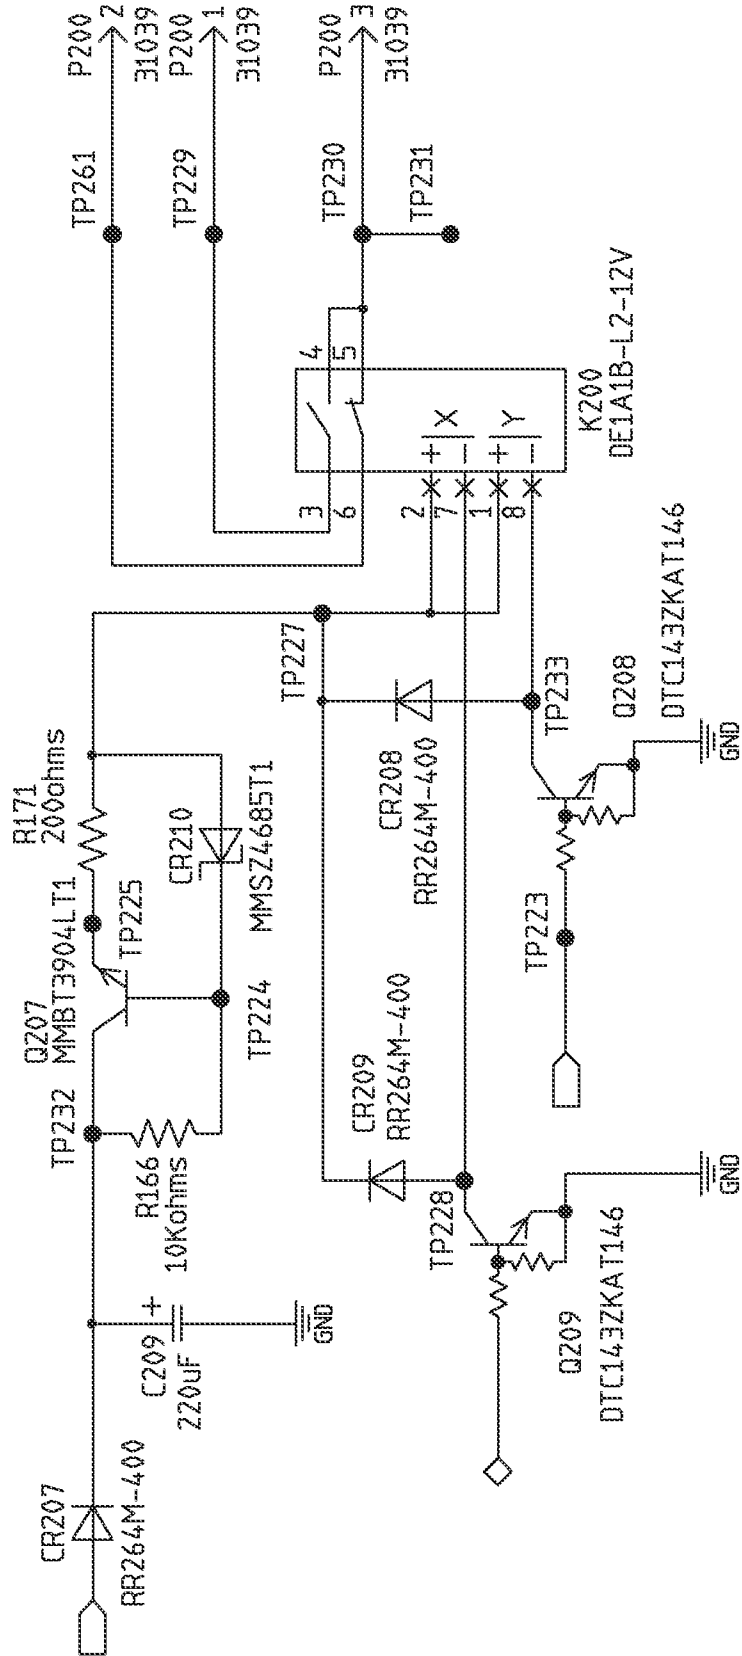 P200
2
31039
P200
1
31039
P200
3
31039
TP261
TP229
TP230
TP231
4
5
3
6
2
7
1
8
+
X
−
+
Y
−
K200
DE1A1B-L2-12V
TP227
R171
200ohms
CR210
MMSZ4685T1
TP225
Q207
MMBT3904LT1
TP224
TP232
R166
10Kohms
CR208
RR264M-400
CR209
RR264M-400
TP233
Q208
DTC143ZKAT146
GND
TP223
TP228
Q209
DTC143ZKAT146
GND
+
C209
220uF
GND
CR207
RR264M-400